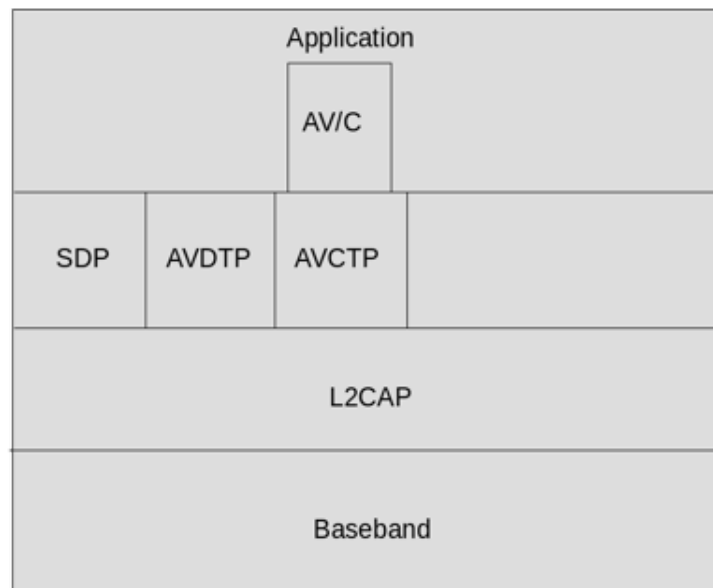 Application
AV/C
SDP AVDTP AVCTP
L2CAP
Baseband